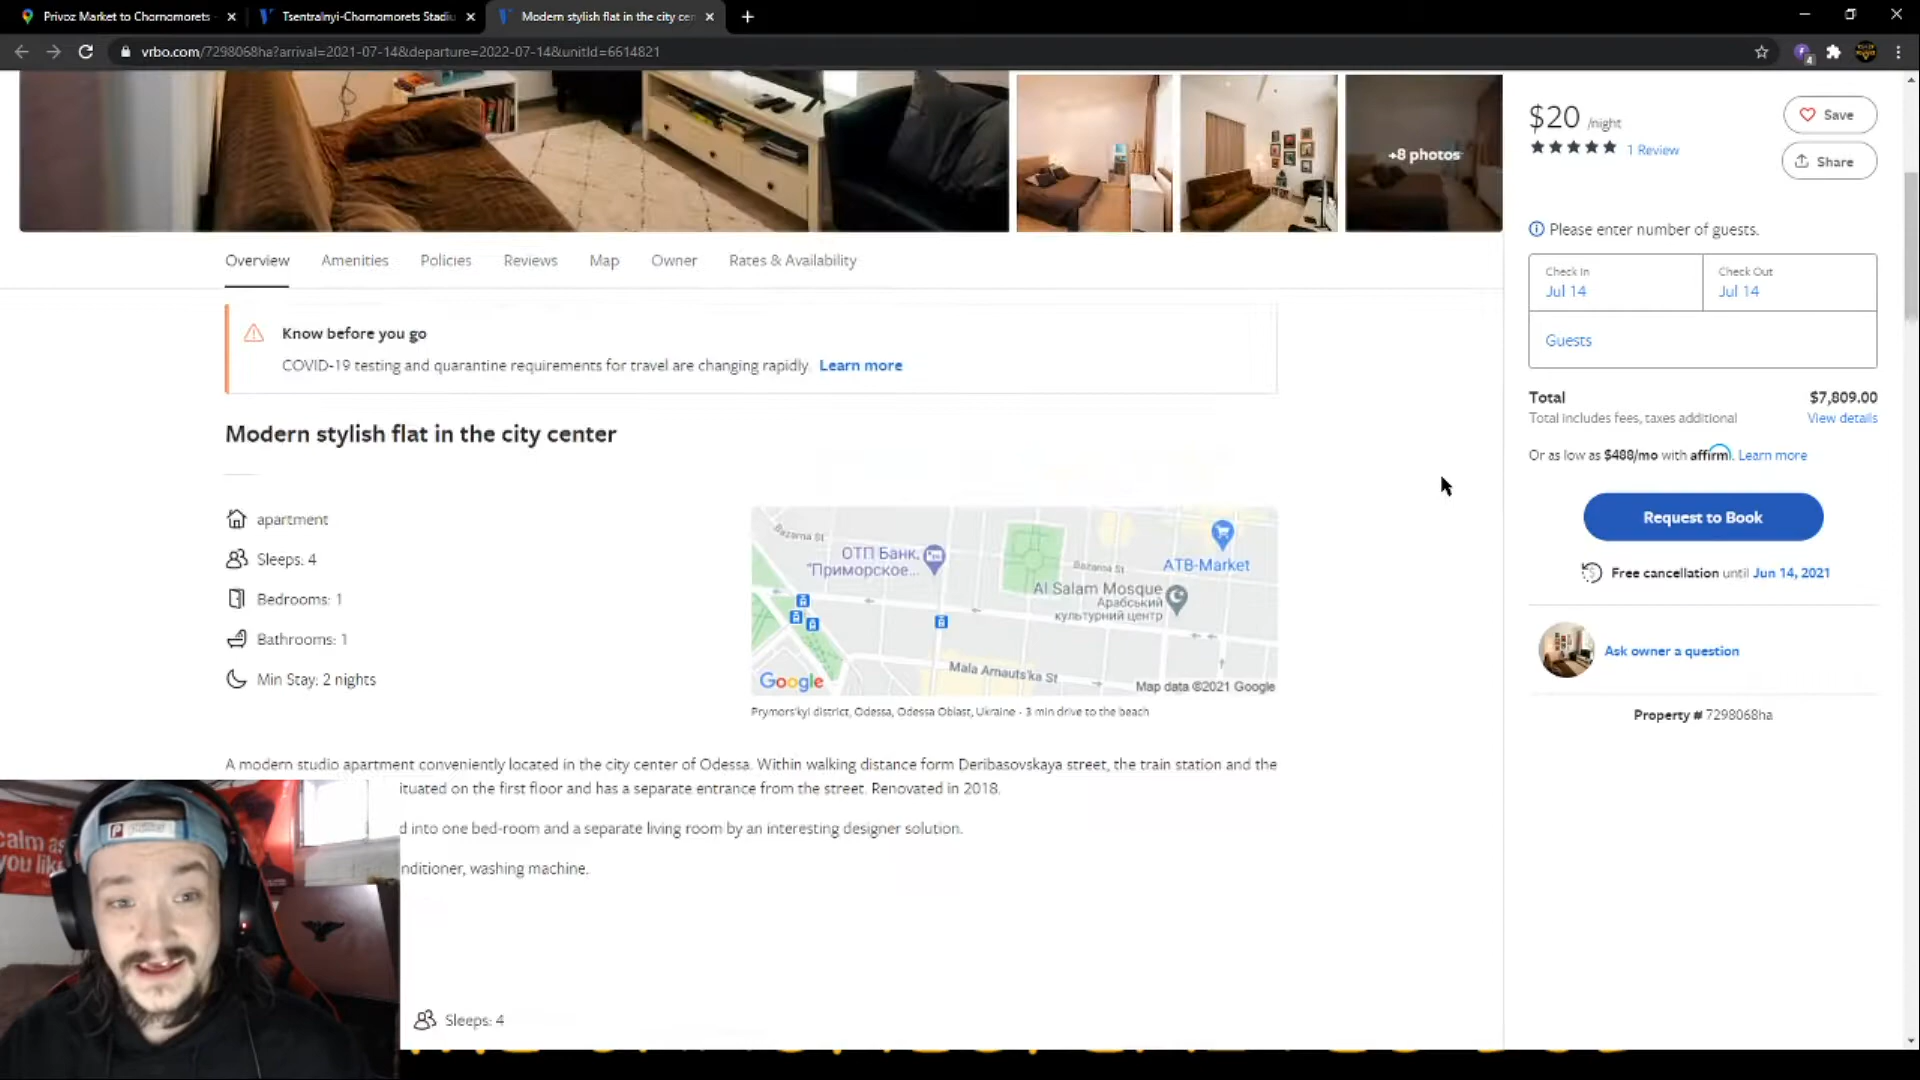 Privoz Market to Chornomorets
Tsentralnyi-Chornomorets Stadiu
Modern stylish flat in the city cen
vrbo.com/7298068ha?arrival=2021-07-14&departure=2022-07-14&unitId=6614821
+8 photos
$20 /night
1 Review
Save
Share
Please enter number of guests.
Check In
Jul 14
Check Out
Jul 14
Guests
Total $7,809.00
Total includes fees, taxes additional View details
Or as low as $488/mo with affirm. Learn more
Request to Book
Free cancellation until Jun 14, 2021
Ask owner a question
Property # 7298068ha
Overview Amenities Policies Reviews Map Owner Rates & Availability
Know before you go
COVID-19 testing and quarantine requirements for travel are changing rapidly. Learn more
Modern stylish flat in the city center
apartment
Sleeps: 4
Bedrooms: 1
Bathrooms: 1
Min Stay: 2 nights
Bazarna St
ОТП Банк,
"Приморское...
Bazarna St
ATB-Market
Al Salam Mosque
Арабський
культурний центр
Mala Arnauts'ka St
Google
Map data ©2021 Google
Prymors'kyi district, Odessa, Odessa Oblast, Ukraine · 3 min drive to the beach
A modern studio apartment conveniently located in the city center of Odessa. Within walking distance form Deribasovskaya street, the train station and the
ituated on the first floor and has a separate entrance from the street. Renovated in 2018.
d into one bed-room and a separate living room by an interesting designer solution.
nditioner, washing machine.
Sleeps: 4
calm as
you like